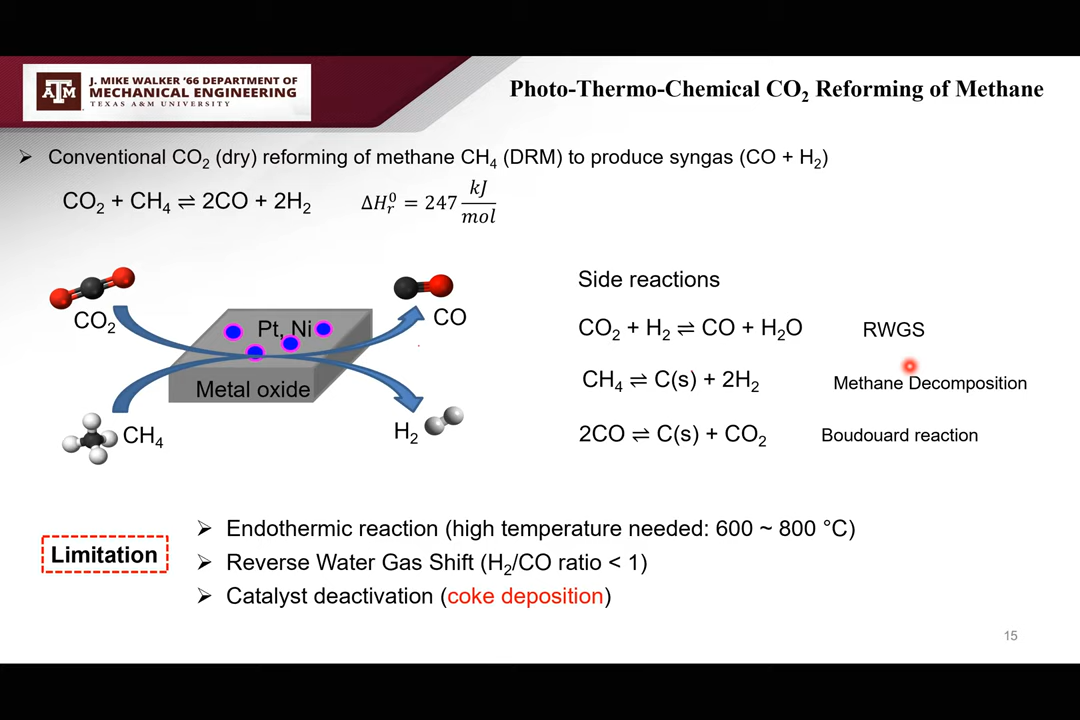 J. MIKE WALKER '66 DEPARTMENT OF
MECHANICAL ENGINEERING
TEXAS A&M UNIVERSITY
ATM
Photo-Thermo-Chemical CO₂ Reforming of Methane
➢ Conventional CO₂ (dry) reforming of methane CH₄ (DRM) to produce syngas (CO + H₂)
CO₂ + CH₄ ⇌ 2CO + 2H₂ ΔH⁰ᵣ = 247 kJ/mol
CO₂
CH₄
Pt, Ni
Metal oxide
CO
H₂
Side reactions
CO₂ + H₂ ⇌ CO + H₂O RWGS
CH₄ ⇌ C(s) + 2H₂ Methane Decomposition
2CO ⇌ C(s) + CO₂ Boudouard reaction
Limitation
➢ Endothermic reaction (high temperature needed: 600 ~ 800 °C)
➢ Reverse Water Gas Shift (H₂/CO ratio < 1)
➢ Catalyst deactivation (coke deposition)
15